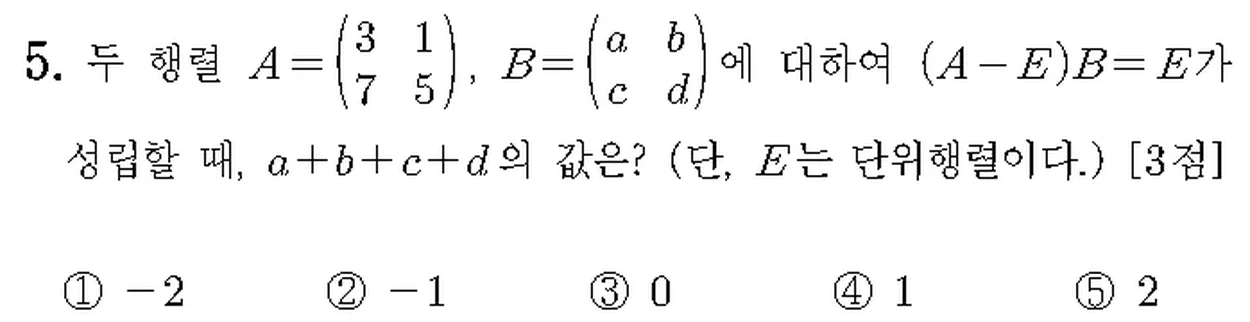 5. 두 행렬 A=(3 1 7 5), B=(a b c d)에 대하여 (A-E)B=E가
성립할 때, a+b+c+d의 값은? (단, E는 단위행렬이다.) [3점]
① -2 ② -1 ③ 0 ④ 1 ⑤ 2